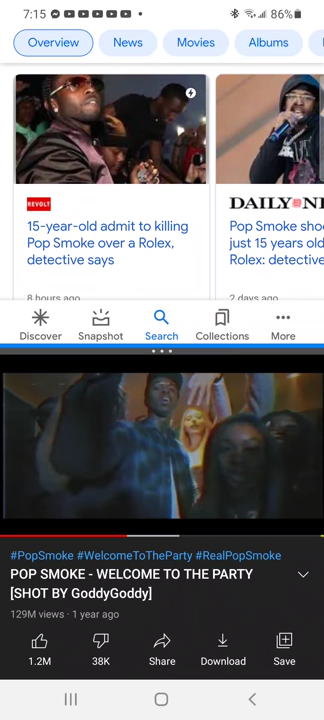 7:15
86%
Overview News Movies Albums
REVOLT
15-year-old admit to killing
Pop Smoke over a Rolex,
detective says
8 hours ago
DAILY NE
Pop Smoke shoo
just 15 years old
Rolex: detective
2 days ago
Discover Snapshot Search Collections More
#PopSmoke #WelcomeToTheParty #RealPopSmoke
POP SMOKE - WELCOME TO THE PARTY
[SHOT BY GoddyGoddy]
129M views · 1 year ago
1.2M 38K Share Download Save